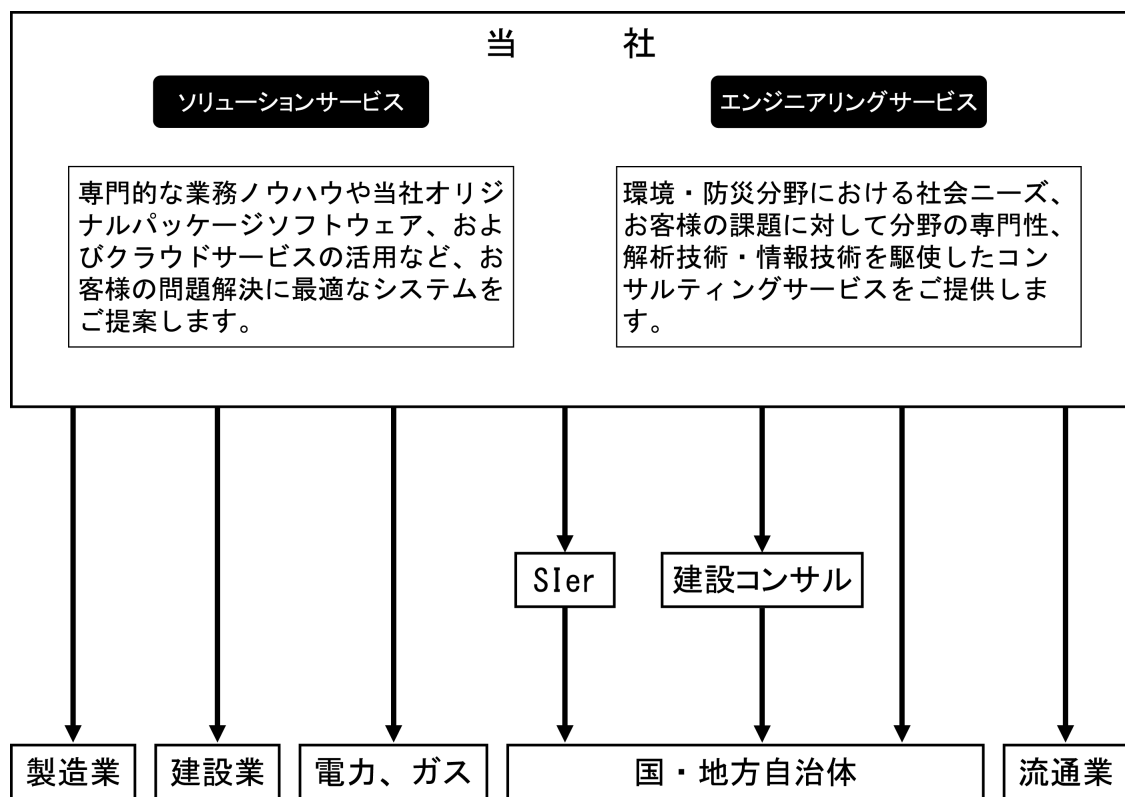 当　　社
ソリューションサービス
専門的な業務ノウハウや当社オリジ
ナルパッケージソフトウェア、およ
びクラウドサービスの活用など、お
客様の問題解決に最適なシステムを
ご提案します。
エンジニアリングサービス
環境・防災分野における社会ニーズ、
お客様の課題に対して分野の専門性、
解析技術・情報技術を駆使したコン
サルティングサービスをご提供しま
す。
SIer
建設コンサル
製造業
建設業
電力、ガス
国・地方自治体
流通業